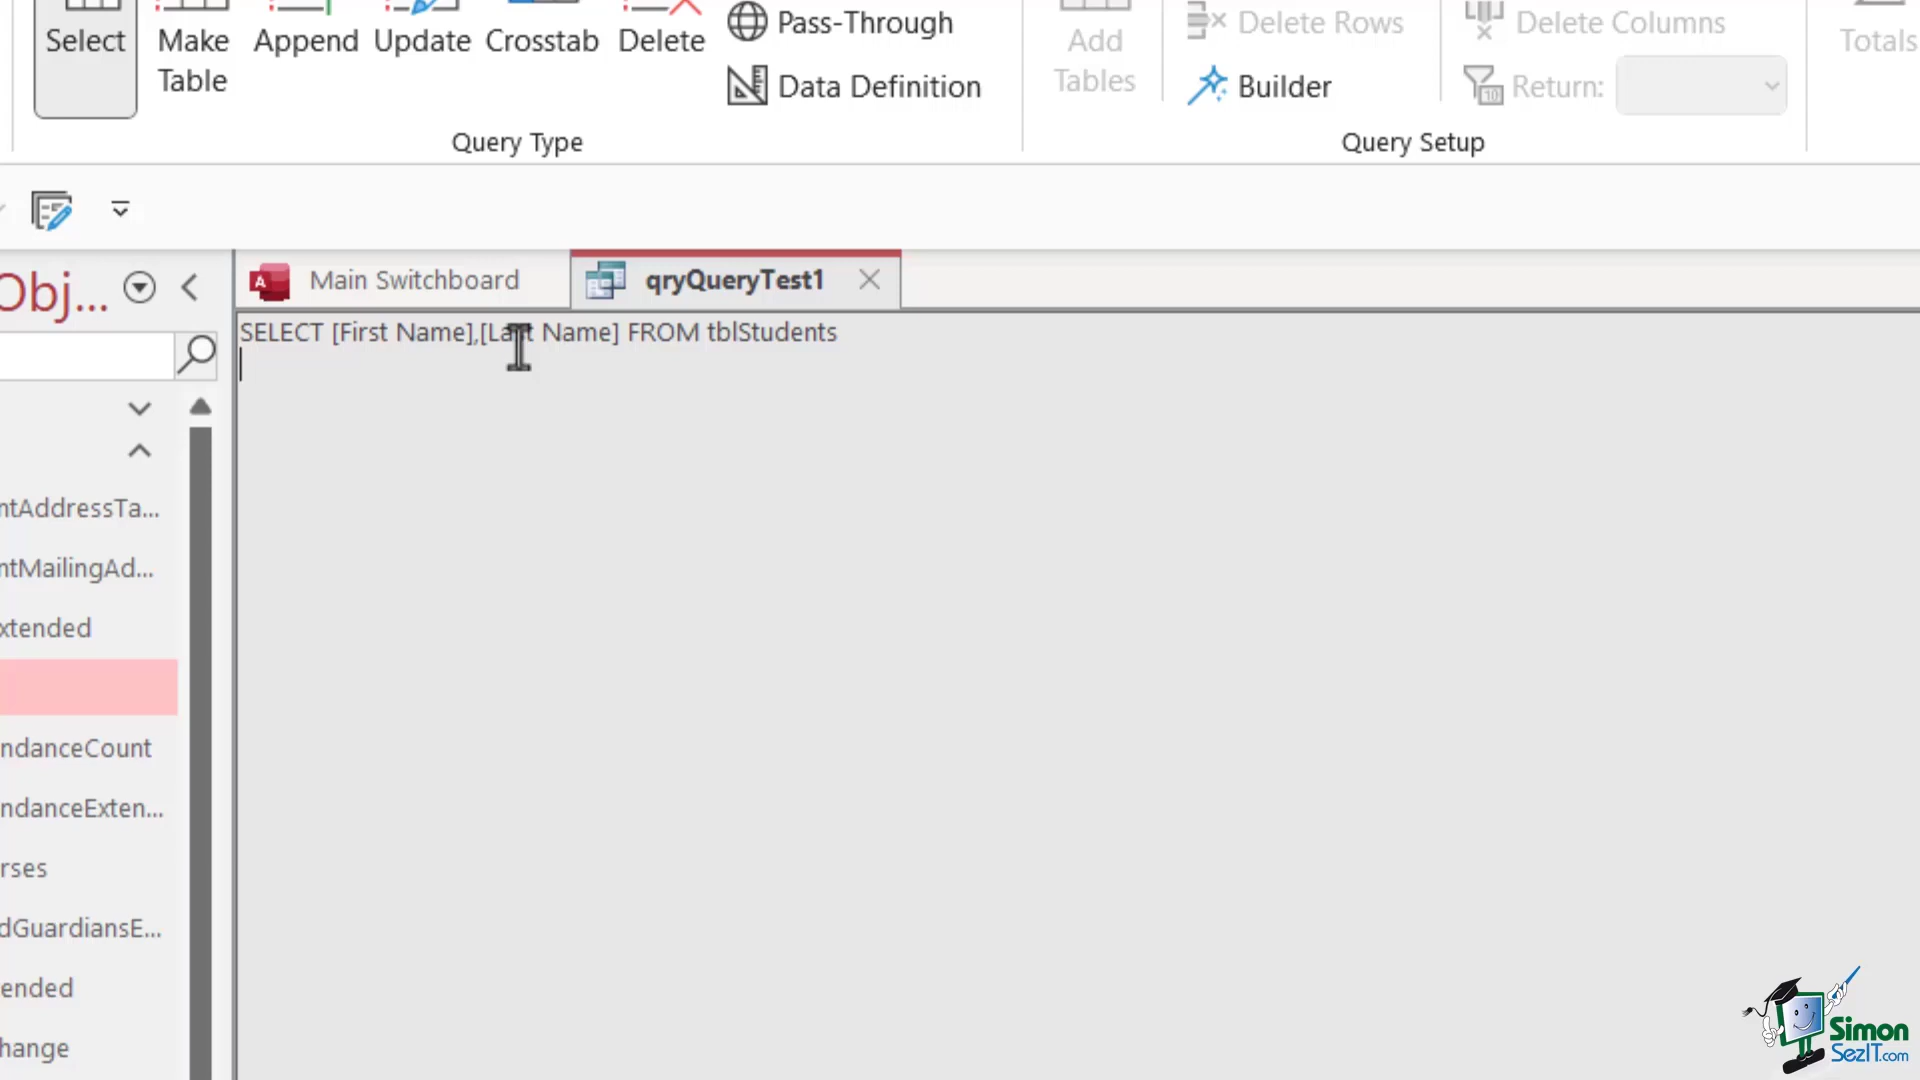 Select
Make
Table
Append
Update
Crosstab
Delete
Pass-Through
Data Definition
Query Type
Add
Tables
Delete Rows
Builder
Delete Columns
Return:
Query Setup
Totals
Obj...
Main Switchboard
qryQueryTest1
SELECT [First Name],[Last Name] FROM tblStudents
ntAddressTa...
ntMailingAd...
xtended
ndanceCount
ndanceExten...
rses
dGuardiansE...
ended
hange
Simon
SezIT.com